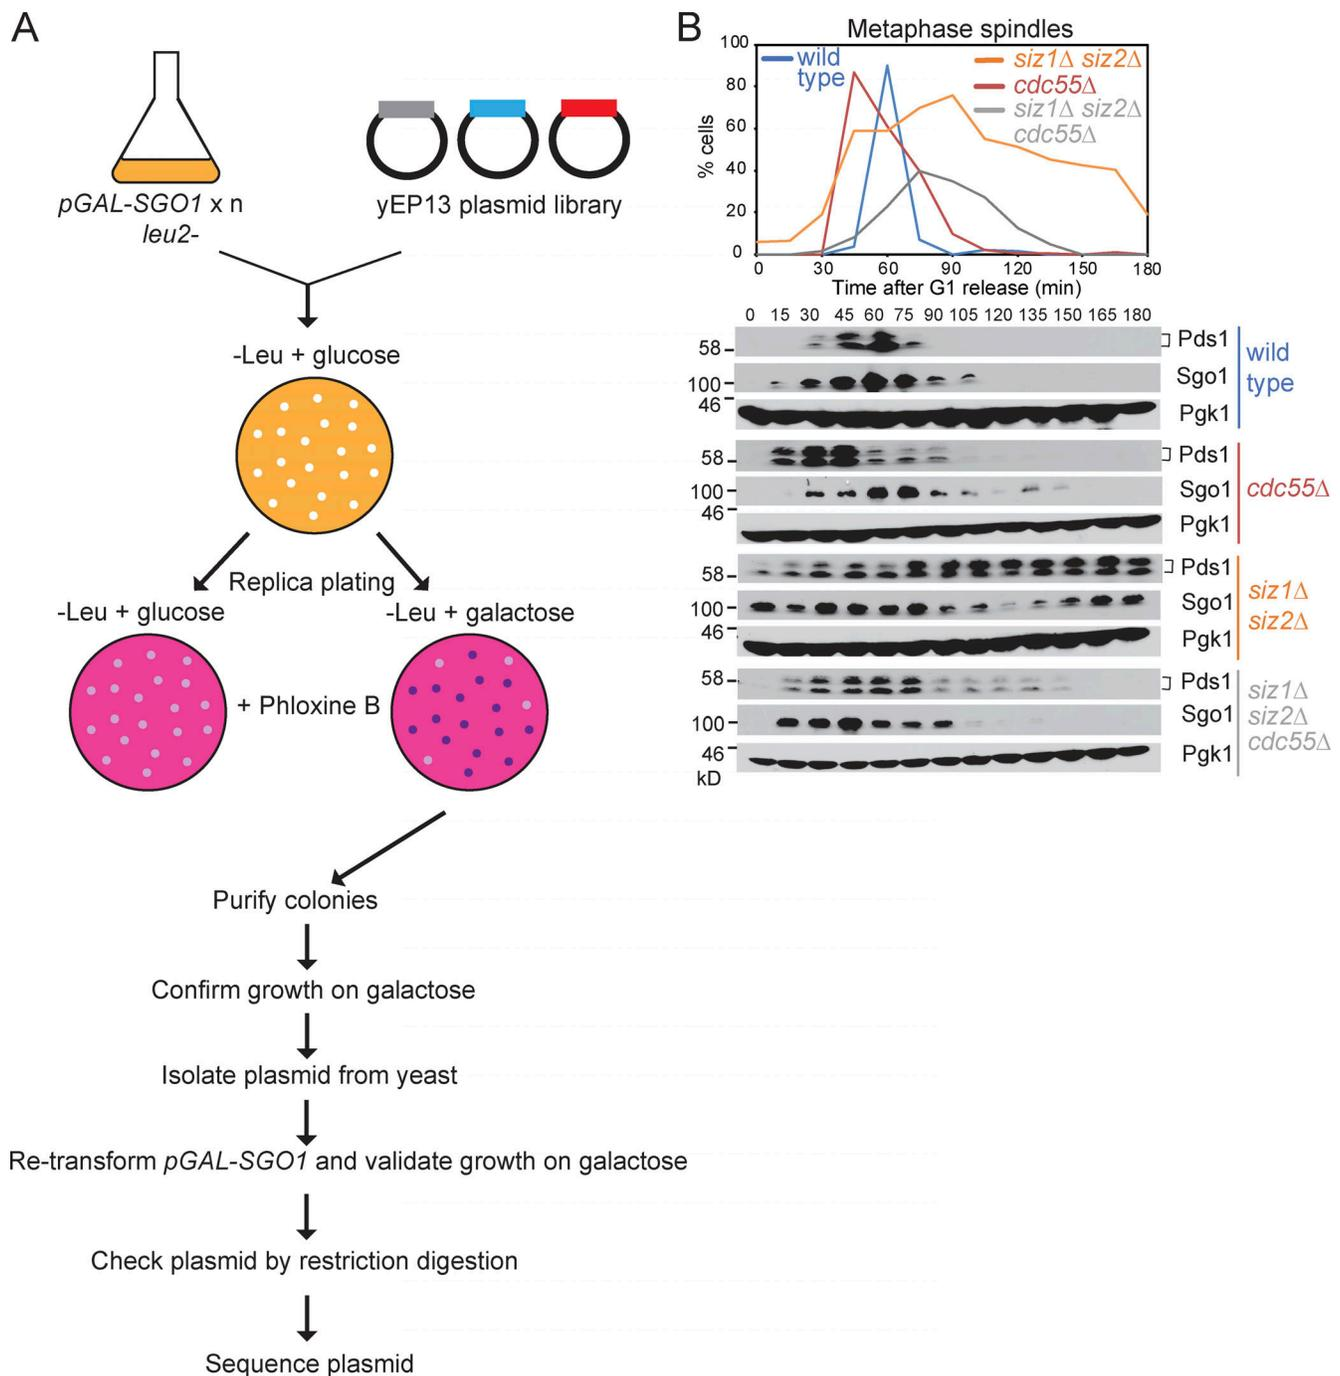 A
pGAL-SGO1 x n
leu2-
yEP13 plasmid library
-Leu + glucose
Replica plating
-Leu + glucose
-Leu + galactose
+ Phloxine B
Purify colonies
Confirm growth on galactose
Isolate plasmid from yeast
Re-transform pGAL-SGO1 and validate growth on galactose
Check plasmid by restriction digestion
Sequence plasmid
B
Metaphase spindles
wild
type
siz1Δ siz2Δ
cdc55Δ
siz1Δ siz2Δ
cdc55Δ
% cells
100
80
60
40
20
0
0 30 60 90 120 150 180
Time after G1 release (min)
0 15 30 45 60 75 90 105 120 135 150 165 180
58 Pds1
100 Sgo1
46 Pgk1
wild
type
58 Pds1
100 Sgo1
46 Pgk1
cdc55Δ
58 Pds1
100 Sgo1
46 Pgk1
siz1Δ
siz2Δ
58 Pds1
100 Sgo1
46 Pgk1
kD
siz1Δ
siz2Δ
cdc55Δ